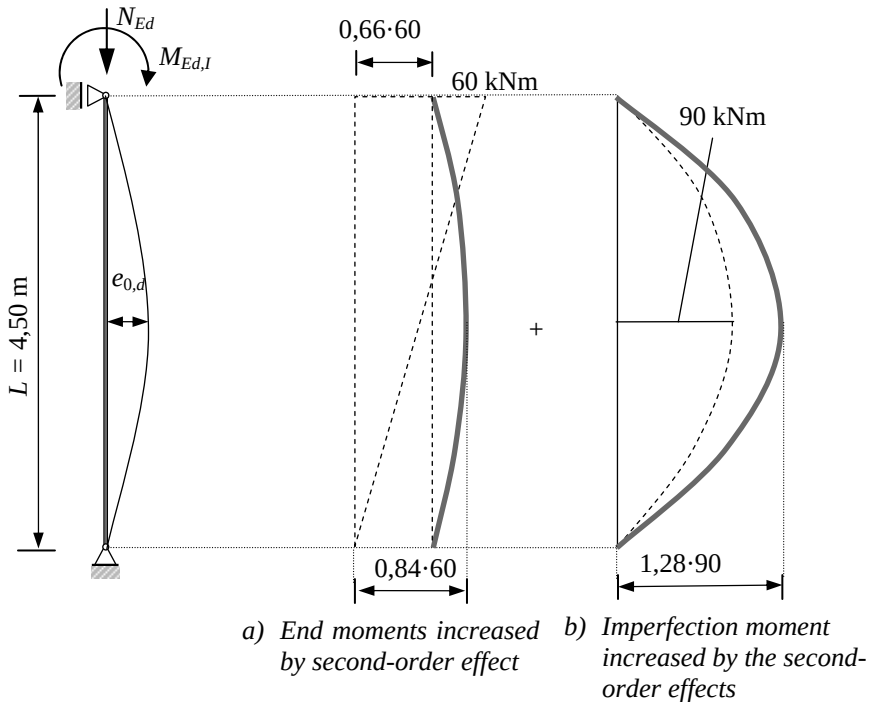 N_Ed
M_Ed,I
0,66·60
60 kNm
90 kNm
e_0,d
L = 4,50 m
+
0,84·60
1,28·90
a) End moments increased
by second-order effect
b) Imperfection moment
increased by the second-
order effects